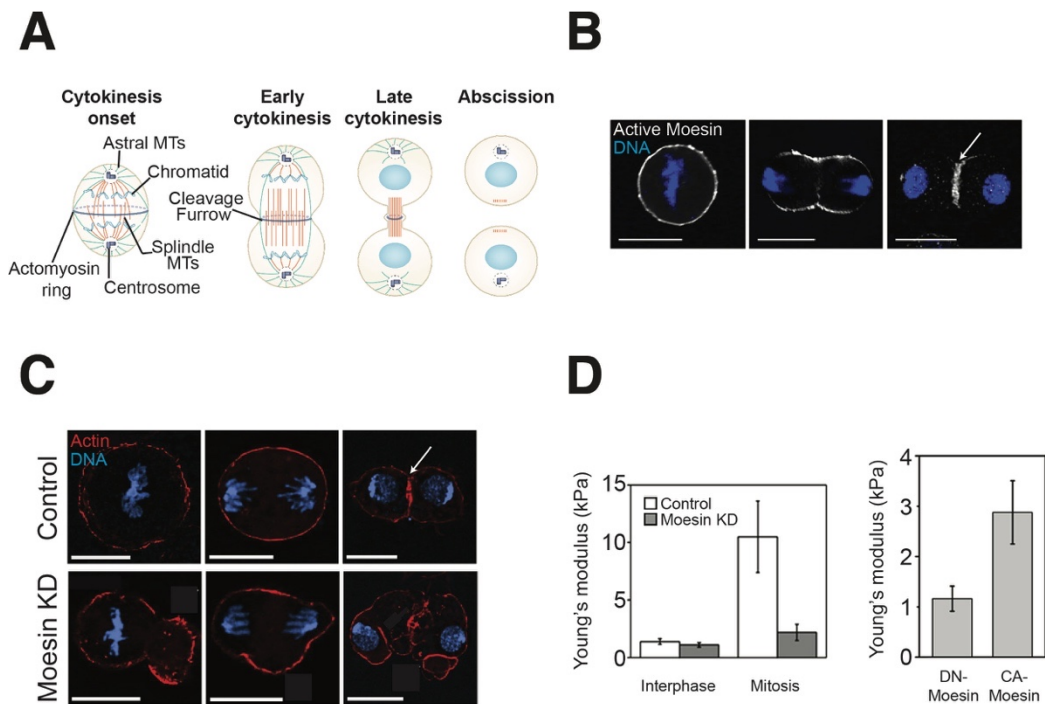 A
Cytokinesis
onset
Early
cytokinesis
Late
cytokinesis
Abscission
Astral MTs
Chromatid
Cleavage
Furrow
Splindle
MTs
Actomyosin
ring
Centrosome
B
Active Moesin
DNA
C
Control
Actin
DNA
Moesin KD
D
Young's modulus (kPa)
15
10
5
0
Control
Moesin KD
Interphase
Mitosis
Young's modulus (kPa)
4
3
2
1
0
DN-
Moesin
CA-
Moesin